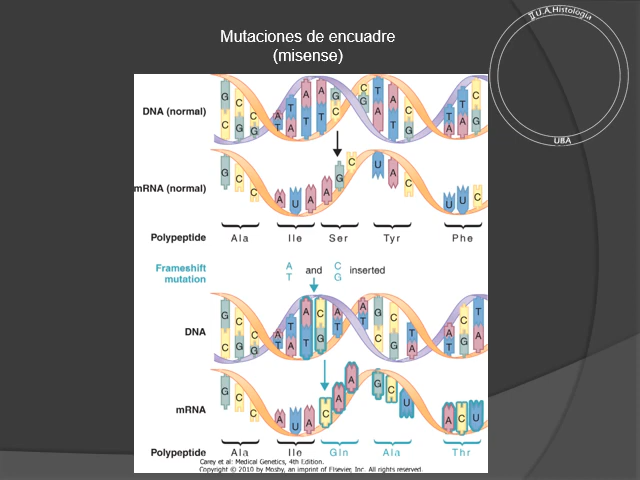 Mutaciones de encuadre
(misense)
II U.A.Histologia
UBA
DNA (normal)
G C C A T A A G C G T A C T T C
C G G T A T T C G A T G A A G
mRNA (normal)
G C C A U A A G C U A C U U C
Polypeptide Ala Ile Ser Tyr Phe
Frameshift
mutation
A
T
and
C
G
inserted
DNA
G C C A T A C A A G C T A C T
C G G T A T G T T C G A T G A
mRNA
G C C A U A C A A G C U A C U
Polypeptide Ala Ile Gln Ala Thr
Carey et al: Medical Genetics, 4th Edition.
Copyright © 2010 by Mosby, an imprint of Elsevier, Inc. All rights reserved.